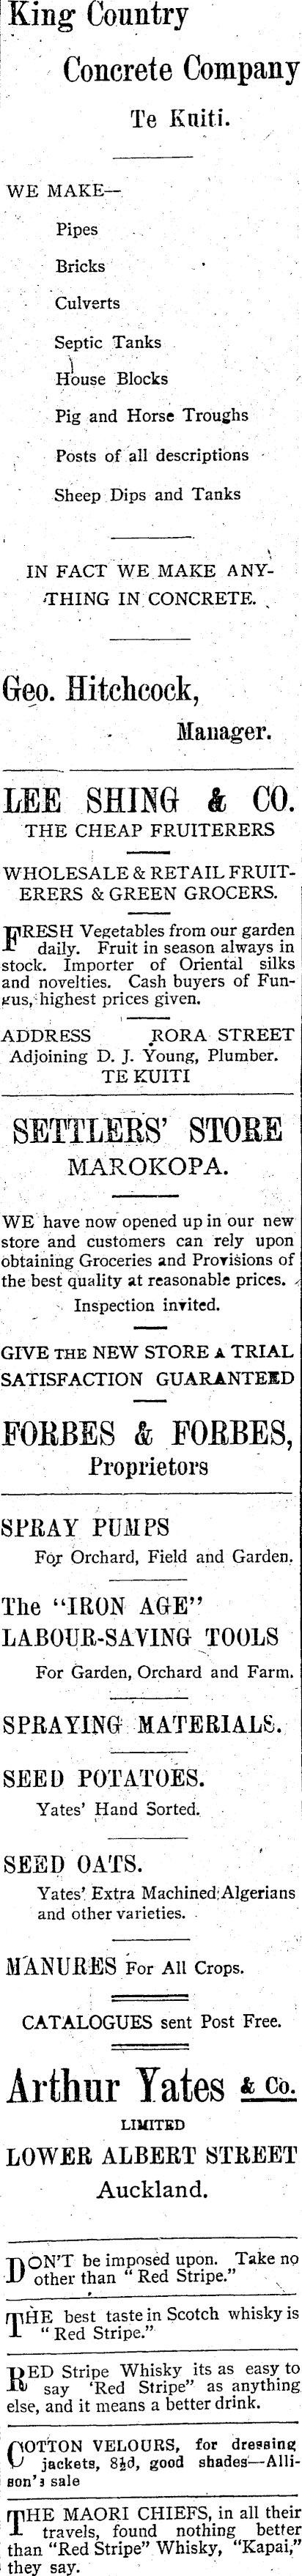 King Country
Concrete Company
Te Kuiti.
WE MAKE—
Pipes
Bricks
Culverts
Septic Tanks
House Blocks
Pig and Horse Troughs
Posts of all descriptions
Sheep Dips and Tanks
IN FACT WE MAKE ANY-
THING IN CONCRETE.
Geo. Hitchcock,
Manager.
LEE SHING & CO.
THE CHEAP FRUITERERS
WHOLESALE & RETAIL FRUIT-
ERERS & GREEN GROCERS.
FRESH Vegetables from our garden
daily. Fruit in season always in
stock. Importer of Oriental silks
and novelties. Cash buyers of Fun-
gus, highest prices given.
ADDRESS RORA STREET
Adjoining D. J. Young, Plumber.
TE KUITI
SETTLERS' STORE
MAROKOPA.
WE have now opened up in our new
store and customers can rely upon
obtaining Groceries and Provisions of
the best quality at reasonable prices.
Inspection invited.
GIVE THE NEW STORE A TRIAL
SATISFACTION GUARANTEED
FORBES & FORBES,
Proprietors
SPRAY PUMPS
For Orchard, Field and Garden.
The "IRON AGE"
LABOUR-SAVING TOOLS
For Garden, Orchard and Farm.
SPRAYING MATERIALS.
SEED POTATOES.
Yates' Hand Sorted.
SEED OATS.
Yates' Extra Machined Algerians
and other varieties.
MANURES For All Crops.
CATALOGUES sent Post Free.
Arthur Yates & Co.
LIMITED
LOWER ALBERT STREET
Auckland.
DON'T be imposed upon. Take no
other than "Red Stripe."
THE best taste in Scotch whisky is
"Red Stripe."
RED Stripe Whisky its as easy to
say 'Red Stripe" as anything
else, and it means a better drink.
COTTON VELOURS, for dressing
jackets, 8½d, good shades—Alli-
son's sale
THE MAORI CHIEFS, in all their
travels, found nothing better
than "Red Stripe" Whisky, "Kapai,"
they say.